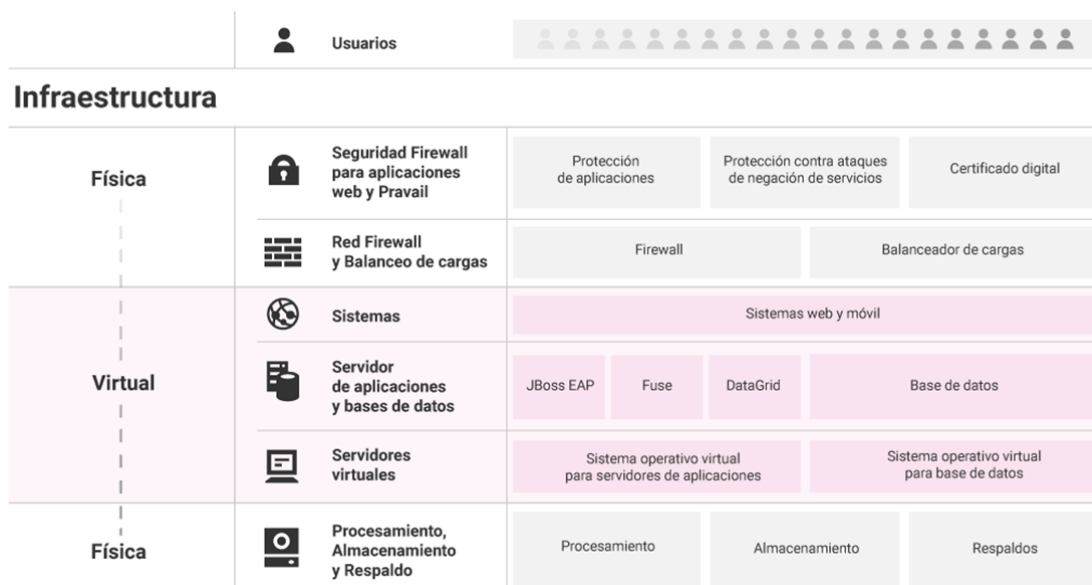 Usuarios
Infraestructura
Física
Seguridad Firewall
para aplicaciones
web y Pravail
Protección
de aplicaciones
Protección contra ataques
de negación de servicios
Certificado digital
Red Firewall
y Balanceo de cargas
Firewall
Balanceador de cargas
Virtual
Sistemas
Sistemas web y móvil
Servidor
de aplicaciones
y bases de datos
JBoss EAP
Fuse
DataGrid
Base de datos
Servidores
virtuales
Sistema operativo virtual
para servidores de aplicaciones
Sistema operativo virtual
para base de datos
Física
Procesamiento,
Almacenamiento
y Respaldo
Procesamiento
Almacenamiento
Respaldos